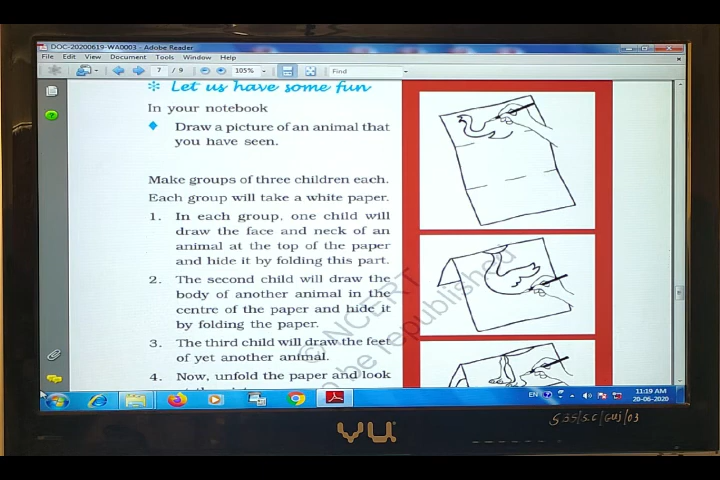 DOC-20200619-WA0003 - Adobe Reader
File Edit View Document Tools Window Help
7 / 9 105% Find
Let us have some fun
In your notebook
Draw a picture of an animal that
you have seen.
Make groups of three children each.
Each group will take a white paper.
1. In each group, one child will
draw the face and neck of an
animal at the top of the paper
and hide it by folding this part.
2. The second child will draw the
body of another animal in the
centre of the paper and hide it
by folding the paper.
3. The third child will draw the feet
of yet another animal.
4. Now, unfold the paper and look
NCERT
be republished
EN 11:19 AM
20-06-2020
VU